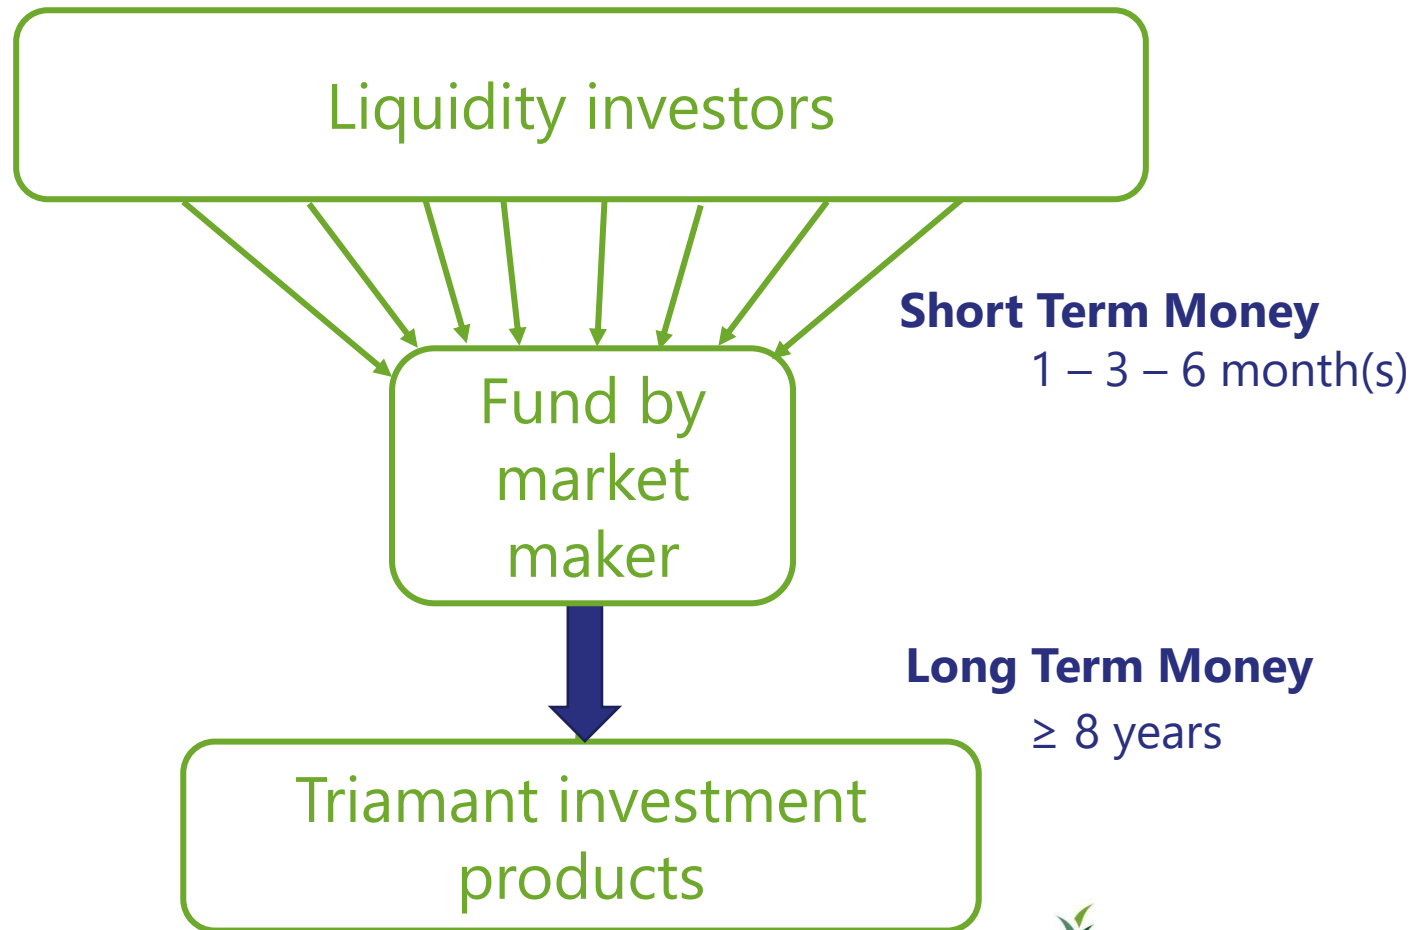 Liquidity investors
Short Term Money
1 – 3 – 6 month(s)
Fund by
market
maker
Long Term Money
≥ 8 years
Triamant investment
products